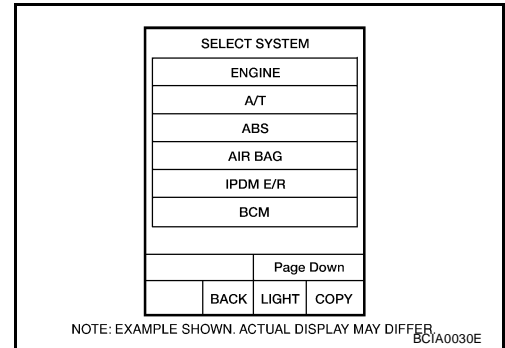 SELECT SYSTEM
ENGINE
A/T
ABS
AIR BAG
IPDM E/R
BCM
Page Down
BACK LIGHT COPY
NOTE: EXAMPLE SHOWN. ACTUAL DISPLAY MAY DIFFER.
BCIA0030E